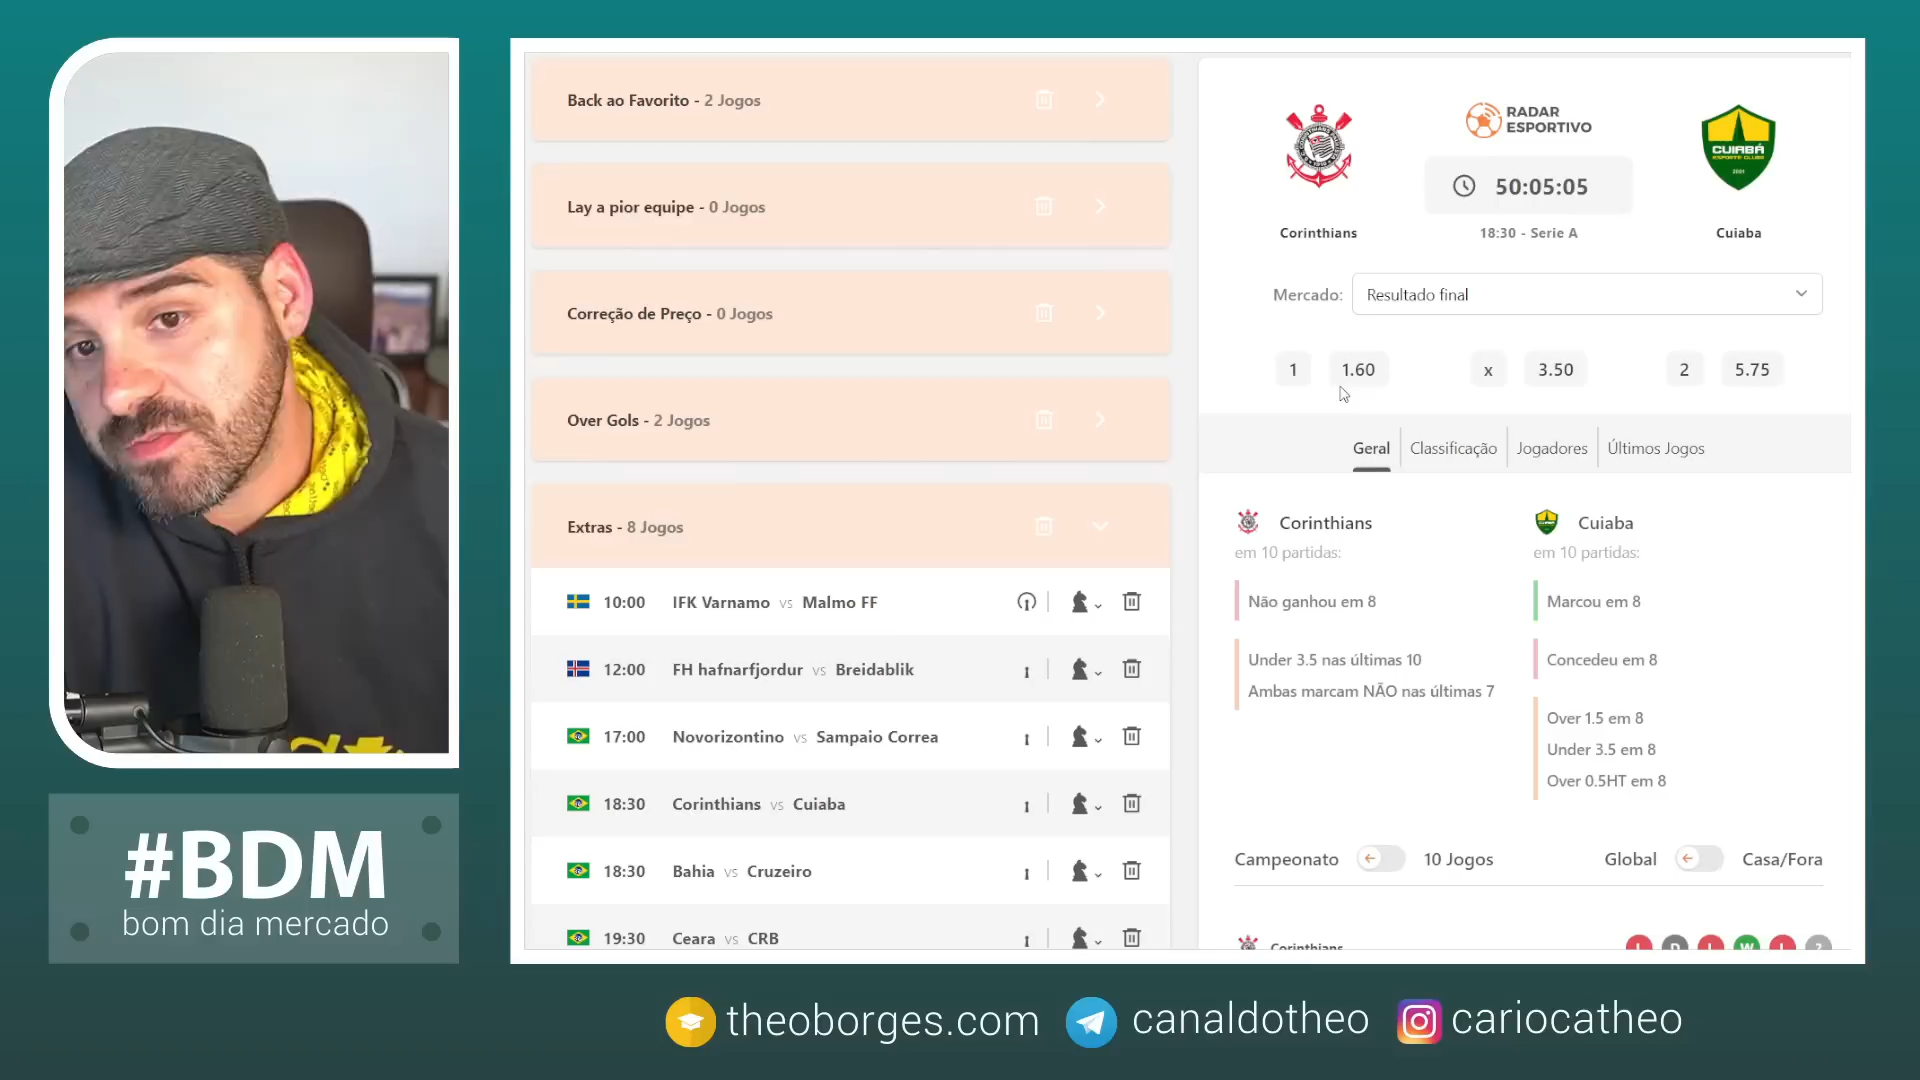 Back ao Favorito - 2 Jogos
Lay a pior equipe - 0 Jogos
Correção de Preço - 0 Jogos
Over Gols - 2 Jogos
Extras - 8 Jogos
10:00 IFK Varnamo vs Malmo FF
12:00 FH hafnarfjordur vs Breidablik
17:00 Novorizontino vs Sampaio Correa
18:30 Corinthians vs Cuiaba
18:30 Bahia vs Cruzeiro
19:30 Ceara vs CRB
RADAR
ESPORTIVO
CUIABÁ
ESPORTE CLUBE
2001
50:05:05
Corinthians
18:30 - Serie A
Cuiaba
Mercado: Resultado final
1 1.60 x 3.50 2 5.75
Geral Classificação Jogadores Últimos Jogos
Corinthians
em 10 partidas:
Não ganhou em 8
Under 3.5 nas últimas 10
Ambas marcam NÃO nas últimas 7
Cuiaba
em 10 partidas:
Marcou em 8
Concedeu em 8
Over 1.5 em 8
Under 3.5 em 8
Over 0.5HT em 8
Campeonato 10 Jogos Global Casa/Fora
Corinthians L D L W L ?
#BDM
bom dia mercado
theoborges.com canaldotheo cariocatheo